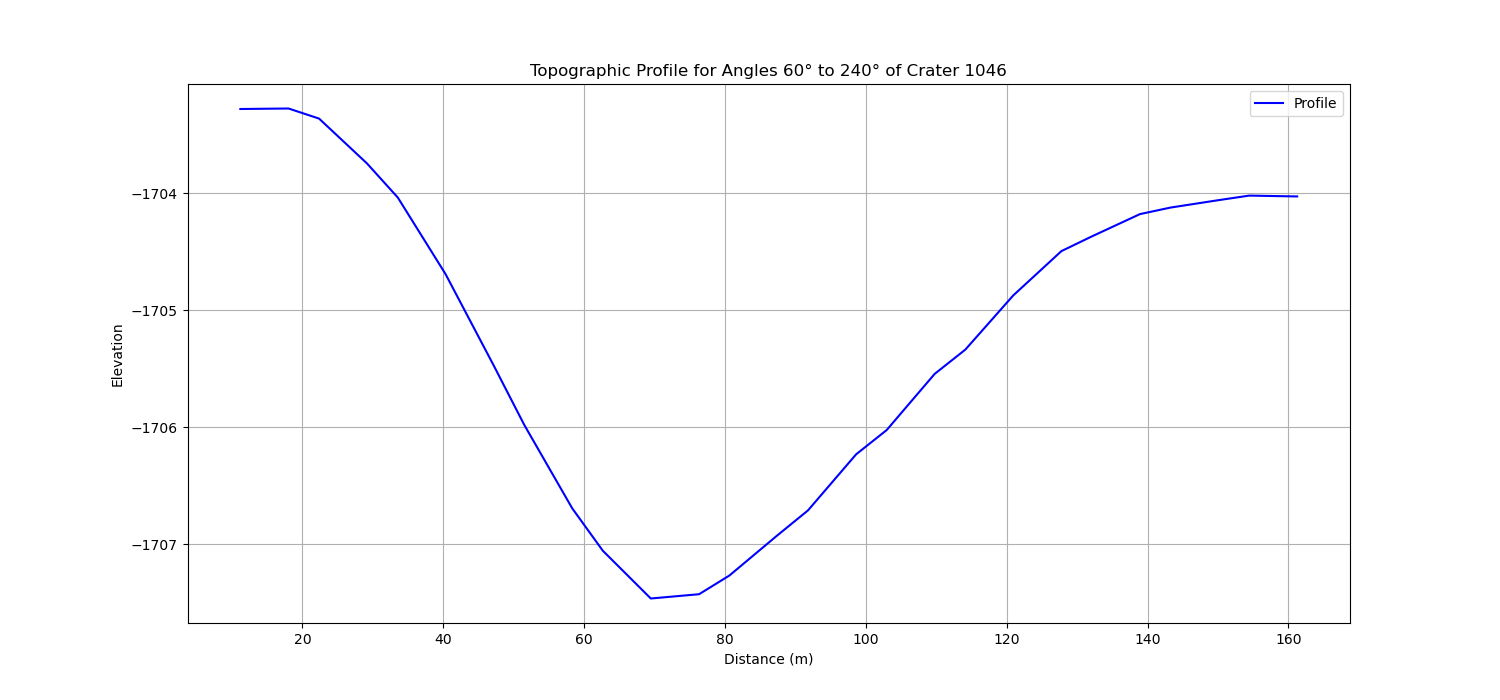 Topographic Profile for Angles 60° to 240° of Crater 1046
Profile
−1704
−1705
−1706
−1707
Elevation
20 40 60 80 100 120 140 160
Distance (m)